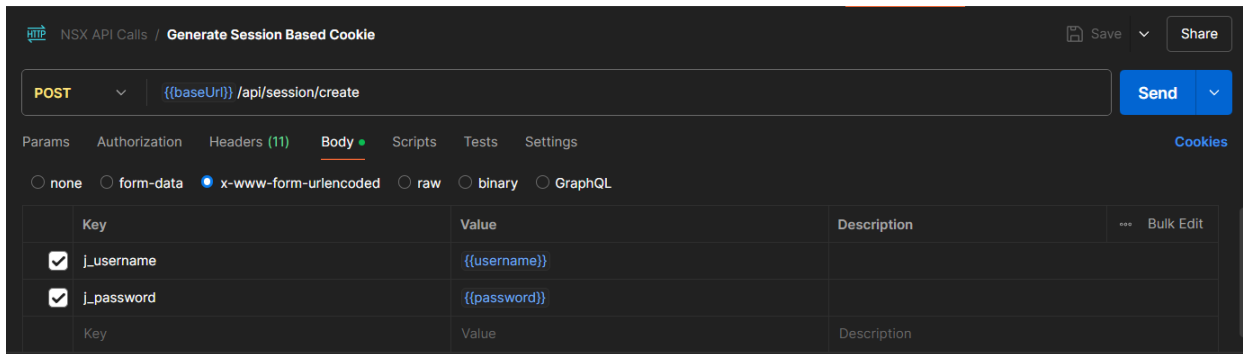 HTTP NSX API Calls / Generate Session Based Cookie Save Share
POST {{baseUrl}} /api/session/create Send
Params Authorization Headers (11) Body Scripts Tests Settings Cookies
none form-data x-www-form-urlencoded raw binary GraphQL
Key Value Description Bulk Edit
j_username {{username}}
j_password {{password}}
Key Value Description